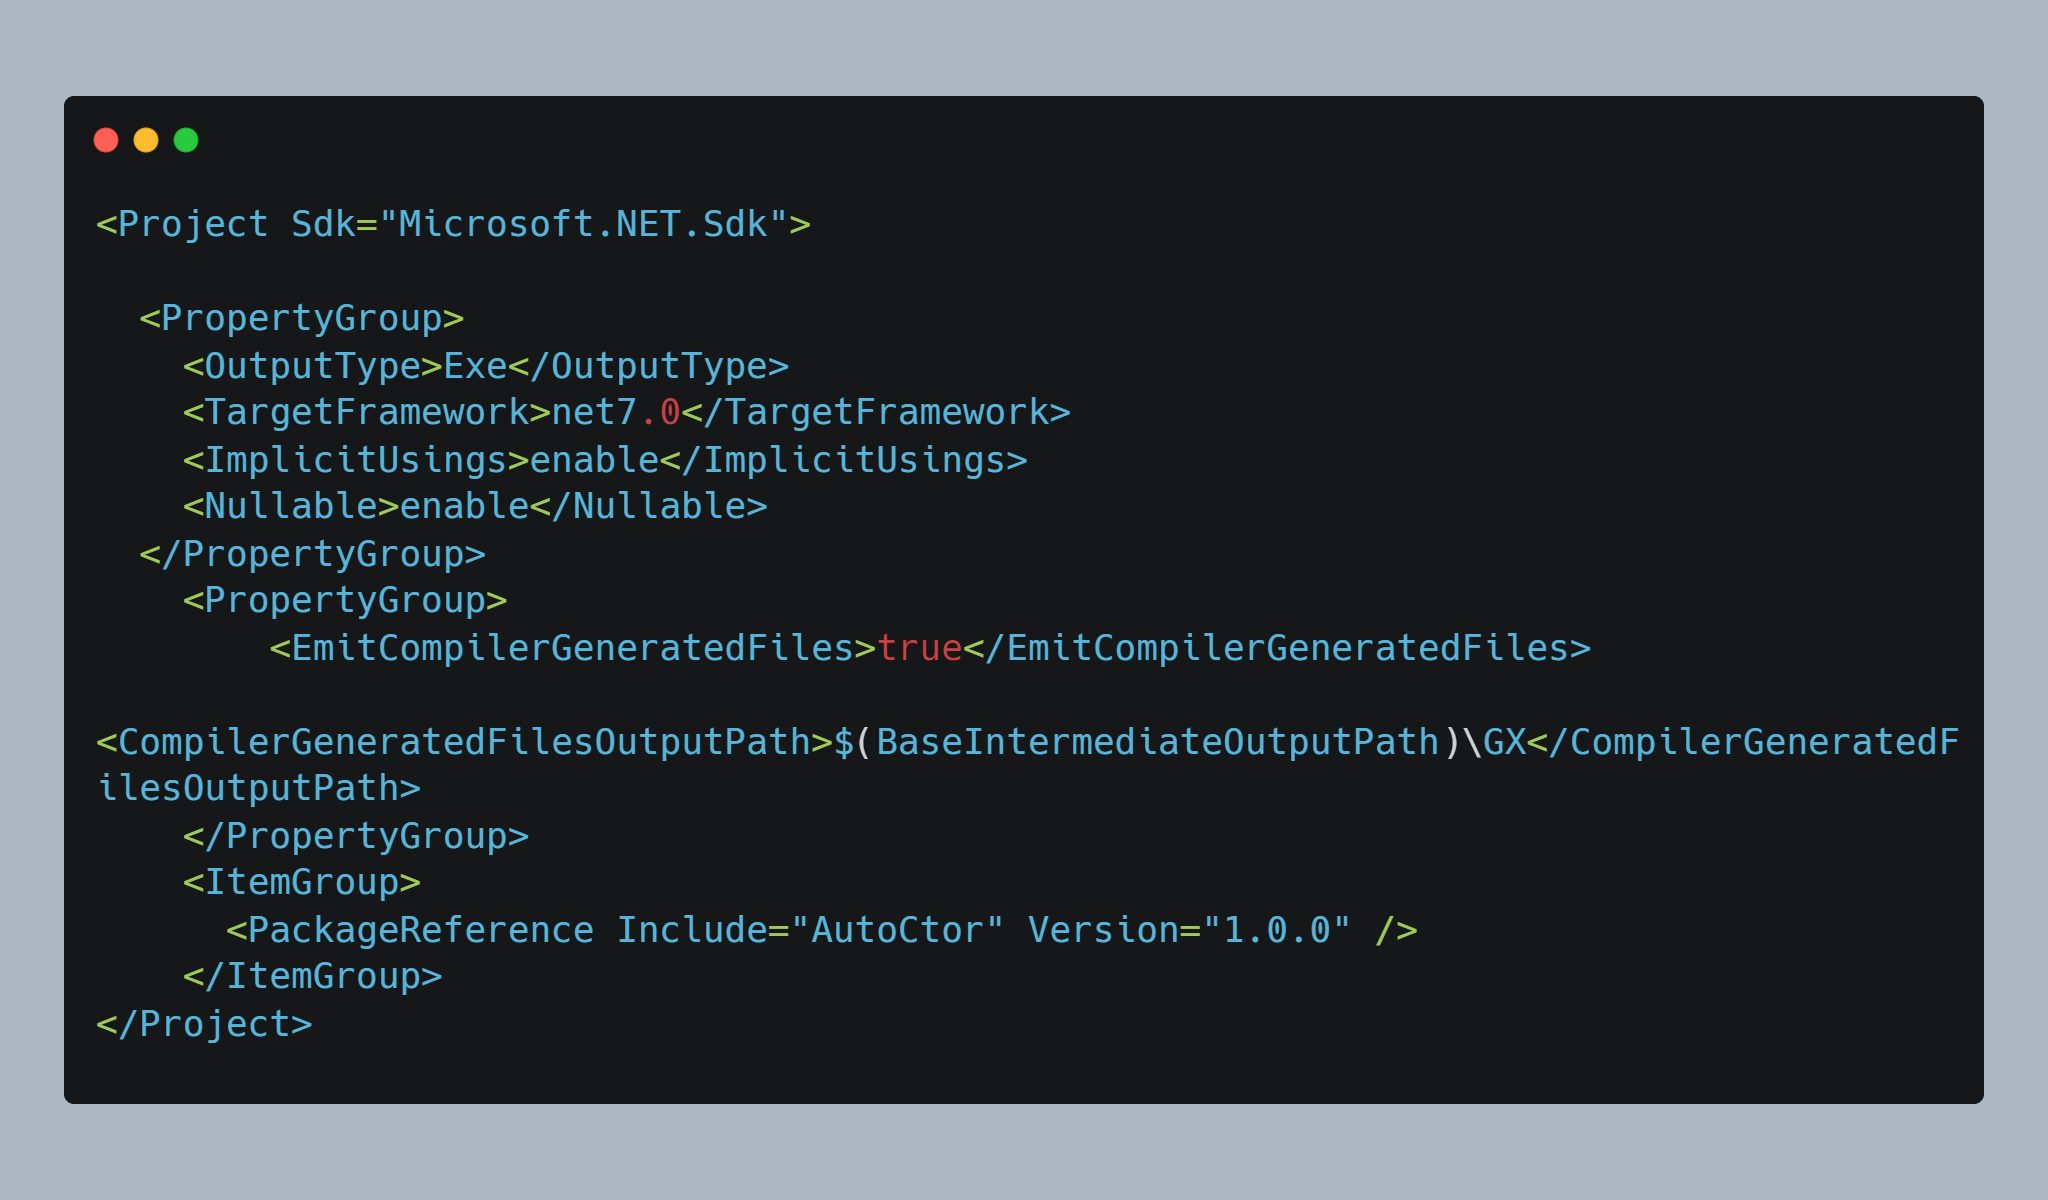 <Project Sdk="Microsoft.NET.Sdk">

  <PropertyGroup>
    <OutputType>Exe</OutputType>
    <TargetFramework>net7.0</TargetFramework>
    <ImplicitUsings>enable</ImplicitUsings>
    <Nullable>enable</Nullable>
  </PropertyGroup>
    <PropertyGroup>
        <EmitCompilerGeneratedFiles>true</EmitCompilerGeneratedFiles>

<CompilerGeneratedFilesOutputPath>$(BaseIntermediateOutputPath)\GX</CompilerGeneratedF
ilesOutputPath>
    </PropertyGroup>
    <ItemGroup>
      <PackageReference Include="AutoCtor" Version="1.0.0" />
    </ItemGroup>
</Project>